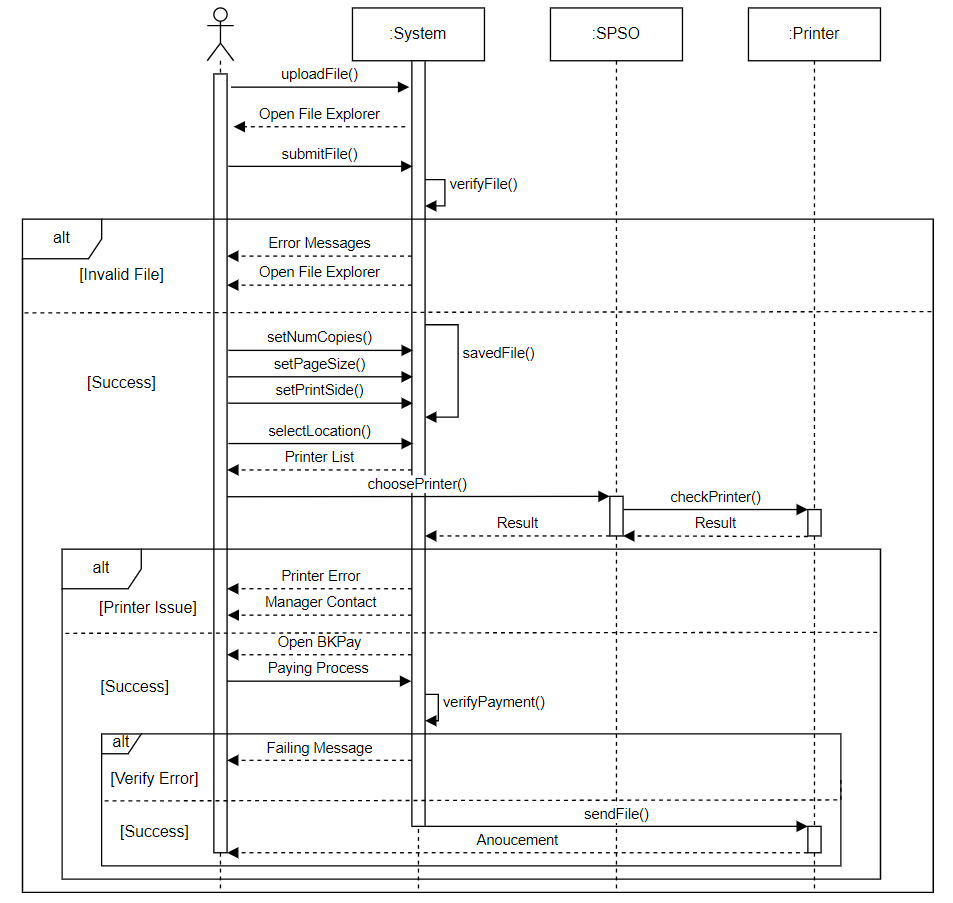 :System
:SPSO
:Printer
uploadFile()
Open File Explorer
submitFile()
verifyFile()
alt
Error Messages
Open File Explorer
[Invalid File]
setNumCopies()
savedFile()
setPageSize()
[Success]
setPrintSide()
selectLocation()
Printer List
choosePrinter()
checkPrinter()
Result
Result
alt
Printer Error
Manager Contact
[Printer Issue]
Open BKPay
Paying Process
[Success]
verifyPayment()
alt
Failing Message
[Verify Error]
sendFile()
[Success]
Anoucement